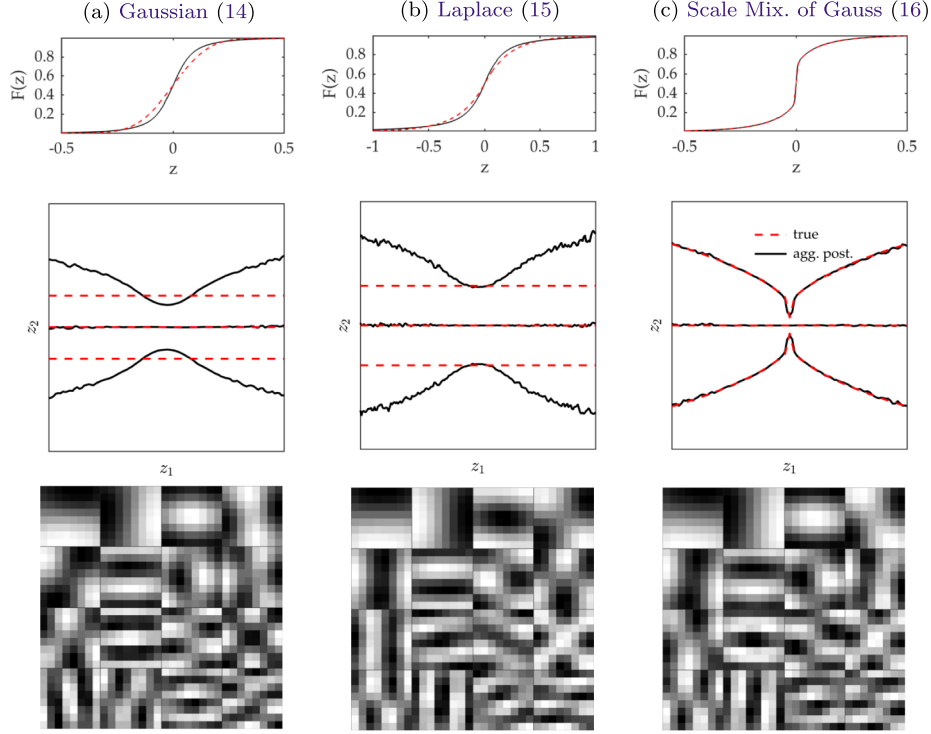 (a) Gaussian (14)
(b) Laplace (15)
(c) Scale Mix. of Gauss (16)
F(z)
0.8
0.6
0.4
0.2
-0.5
0
0.5
z
F(z)
0.8
0.6
0.4
0.2
-1
-0.5
0
0.5
1
z
F(z)
0.8
0.6
0.4
0.2
-0.5
0
0.5
z
z2
z1
z2
z1
z2
true
agg. post.
z1